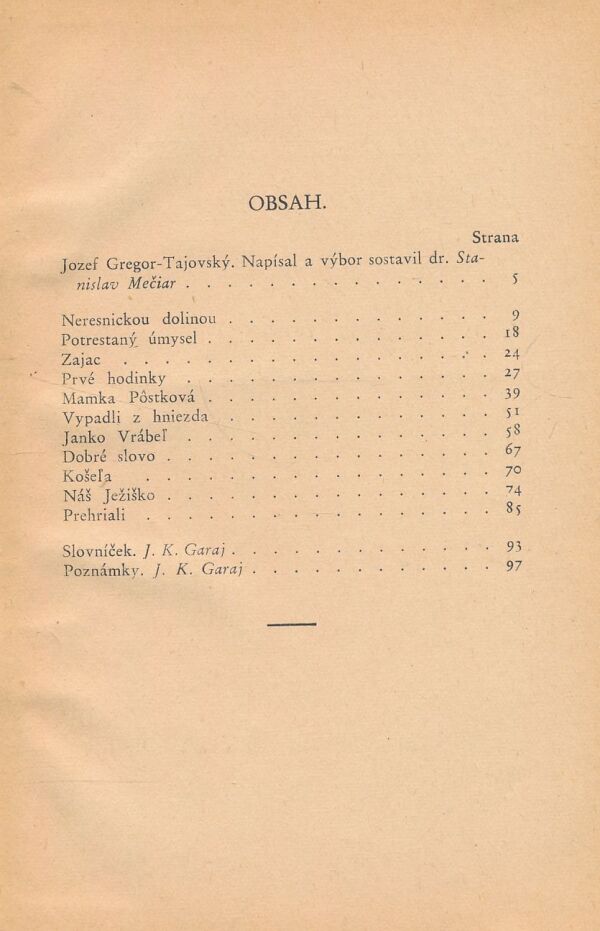 OBSAH.
Strana
Jozef Gregor-Tajovský. Napísal a výbor sostavil dr. Sta-
nislav Mečiar . . . . . . . . . . . . . . . 5
Neresnickou dolinou . . . . . . . . . . . . . 9
Potrestaný úmysel . . . . . . . . . . . . . . 18
Zajac . . . . . . . . . . . . . . . . . . 24
Prvé hodinky . . . . . . . . . . . . . . . 27
Mamka Pôstková . . . . . . . . . . . . . . 39
Vypadli z hniezda . . . . . . . . . . . . . 51
Janko Vrábeľ . . . . . . . . . . . . . . . 58
Dobré slovo . . . . . . . . . . . . . . . . 67
Košeľa . . . . . . . . . . . . . . . . . 70
Náš Ježiško . . . . . . . . . . . . . . . . 74
Prehriali . . . . . . . . . . . . . . . . . 85
Slovníček. J. K. Garaj . . . . . . . . . . . . . 93
Poznámky. J. K. Garaj . . . . . . . . . . . . 97